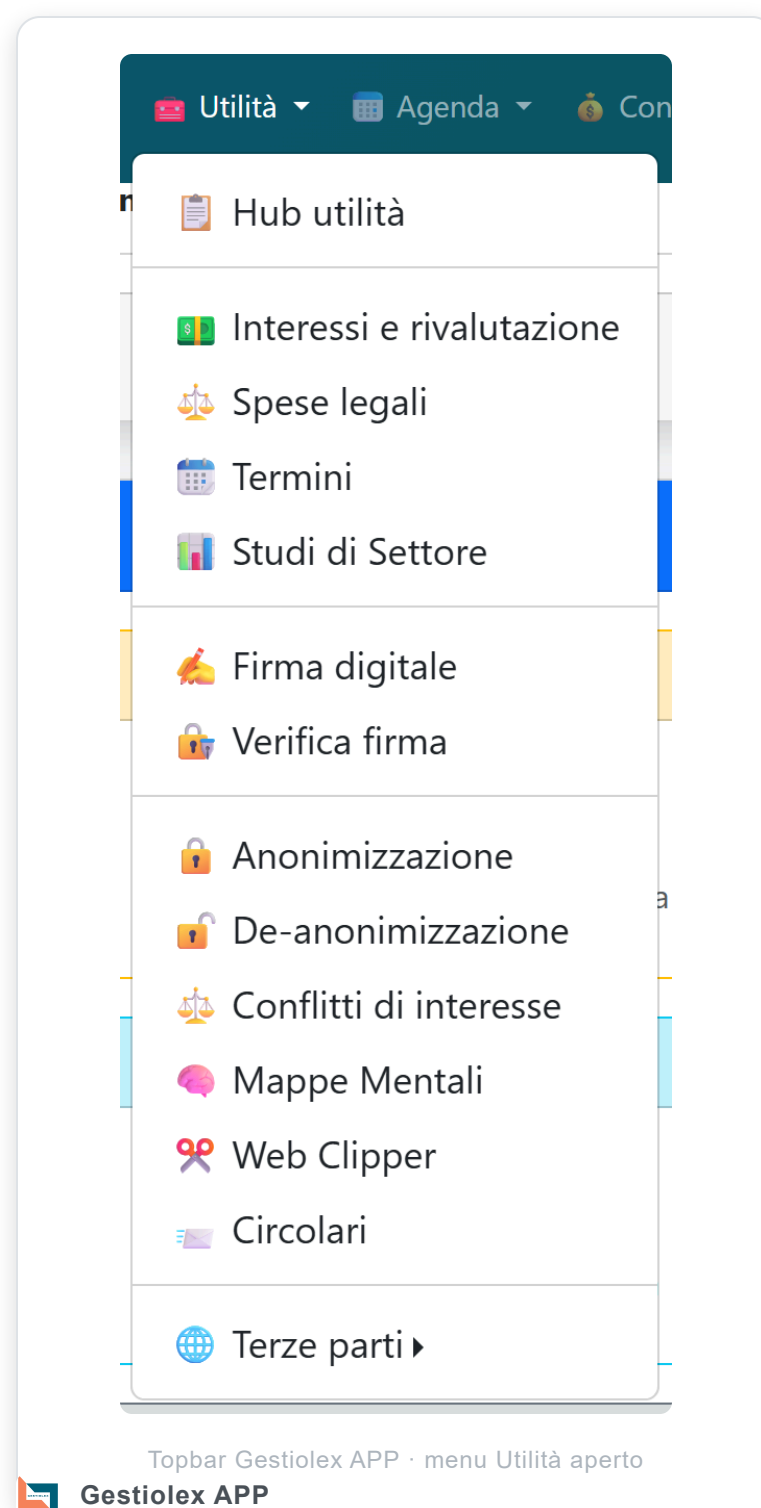 Utilità Agenda Con
Hub utilità
Interessi e rivalutazione
Spese legali
Termini
Studi di Settore
Firma digitale
Verifica firma
Anonimizzazione
De-anonimizzazione
Conflitti di interesse
Mappe Mentali
Web Clipper
Circolari
Terze parti
Topbar Gestiolex APP · menu Utilità aperto
Gestiolex APP